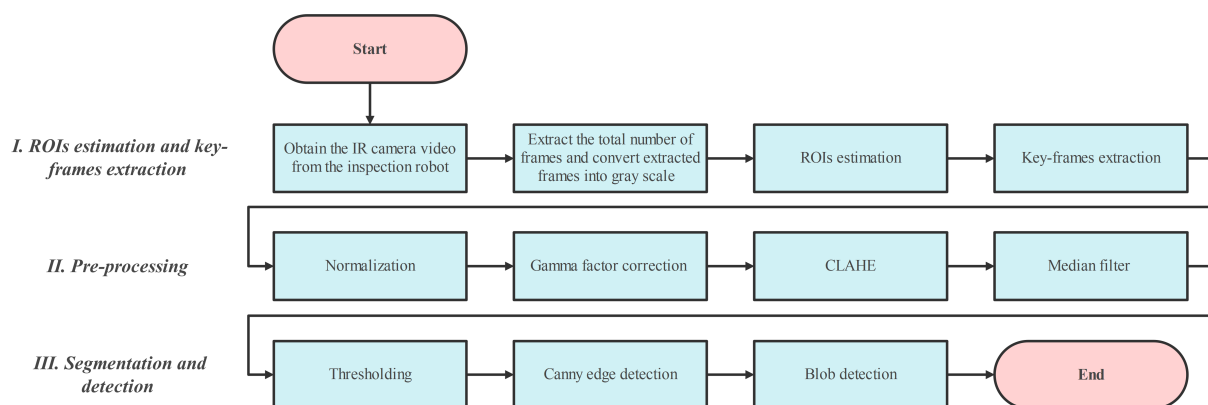 Start
I. ROIs estimation and key-
frames extraction
Obtain the IR camera video
from the inspection robot
Extract the total number of
frames and convert extracted
frames into gray scale
ROIs estimation
Key-frames extraction
II. Pre-processing
Normalization
Gamma factor correction
CLAHE
Median filter
III. Segmentation and
detection
Thresholding
Canny edge detection
Blob detection
End